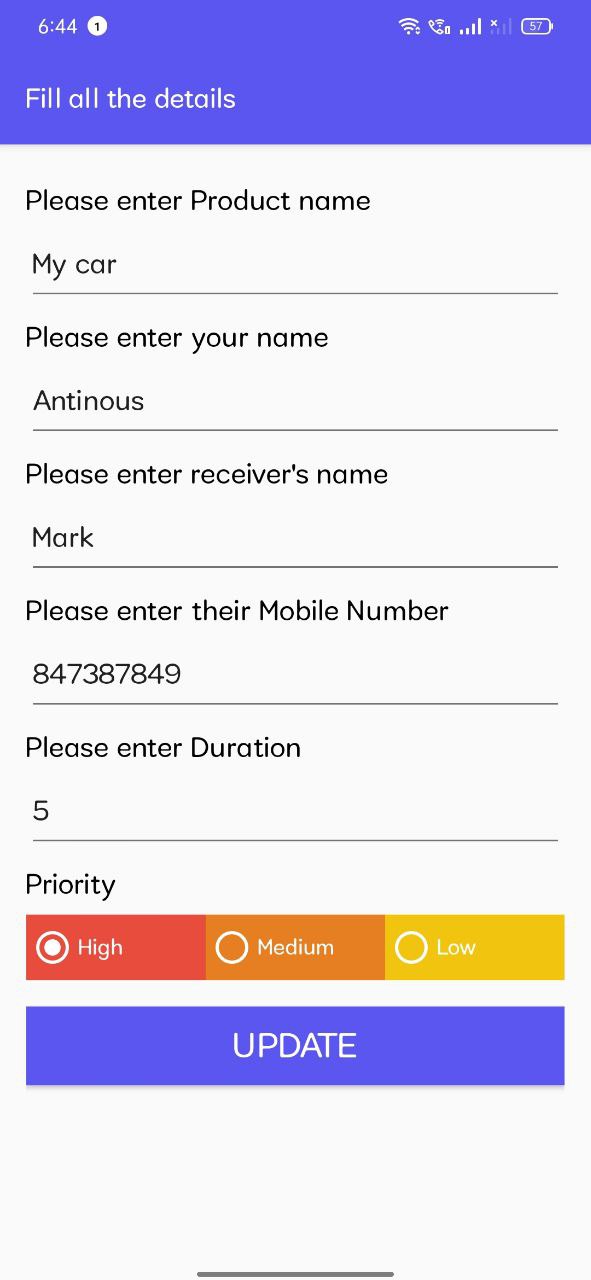 6:44 1 57
Fill all the details
Please enter Product name
My car
Please enter your name
Antinous
Please enter receiver's name
Mark
Please enter their Mobile Number
847387849
Please enter Duration
5
Priority
High Medium Low
UPDATE